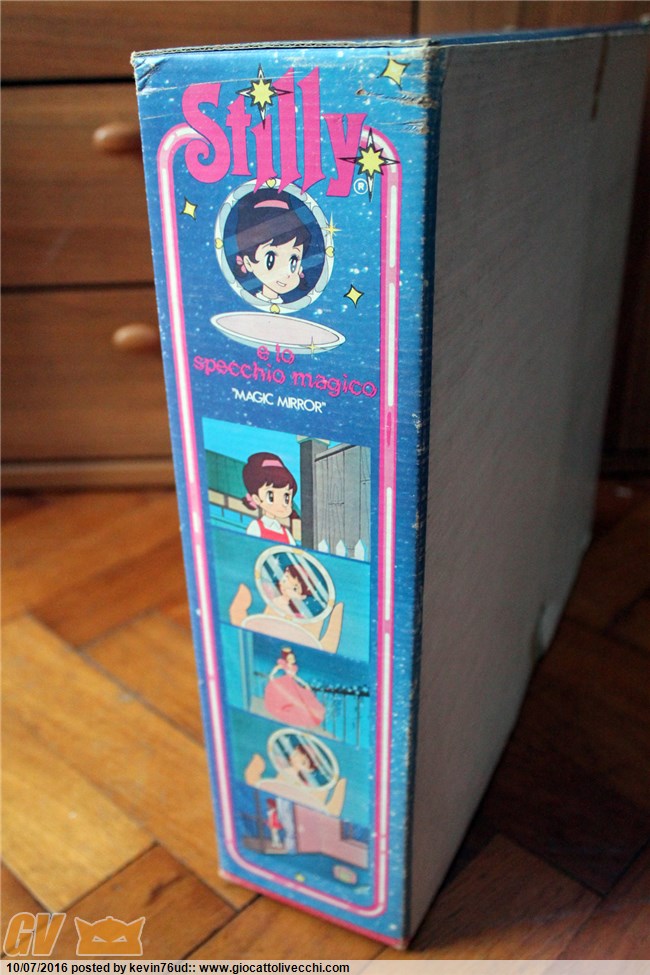 Stilly
®
e lo
specchio magico
"MAGIC MIRROR"
GV
10/07/2016 posted by kevin76ud:: www.giocattolivecchi.com